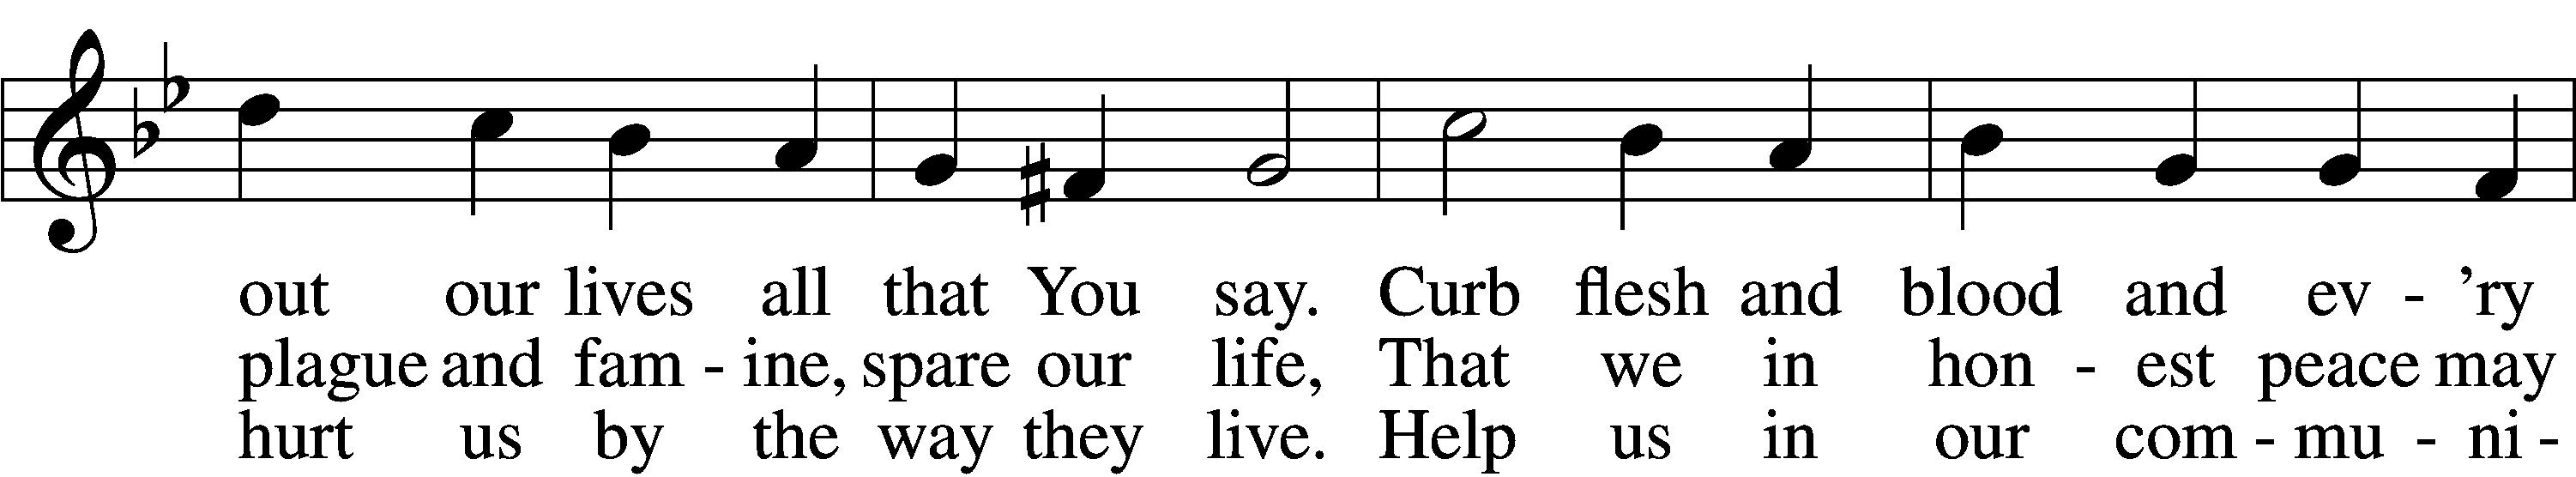 out our lives all that You say. Curb flesh and blood and ev - ’ry
plague and fam - ine, spare our life, That we in hon - est peace may
hurt us by the way they live. Help us in our com - mu - ni -